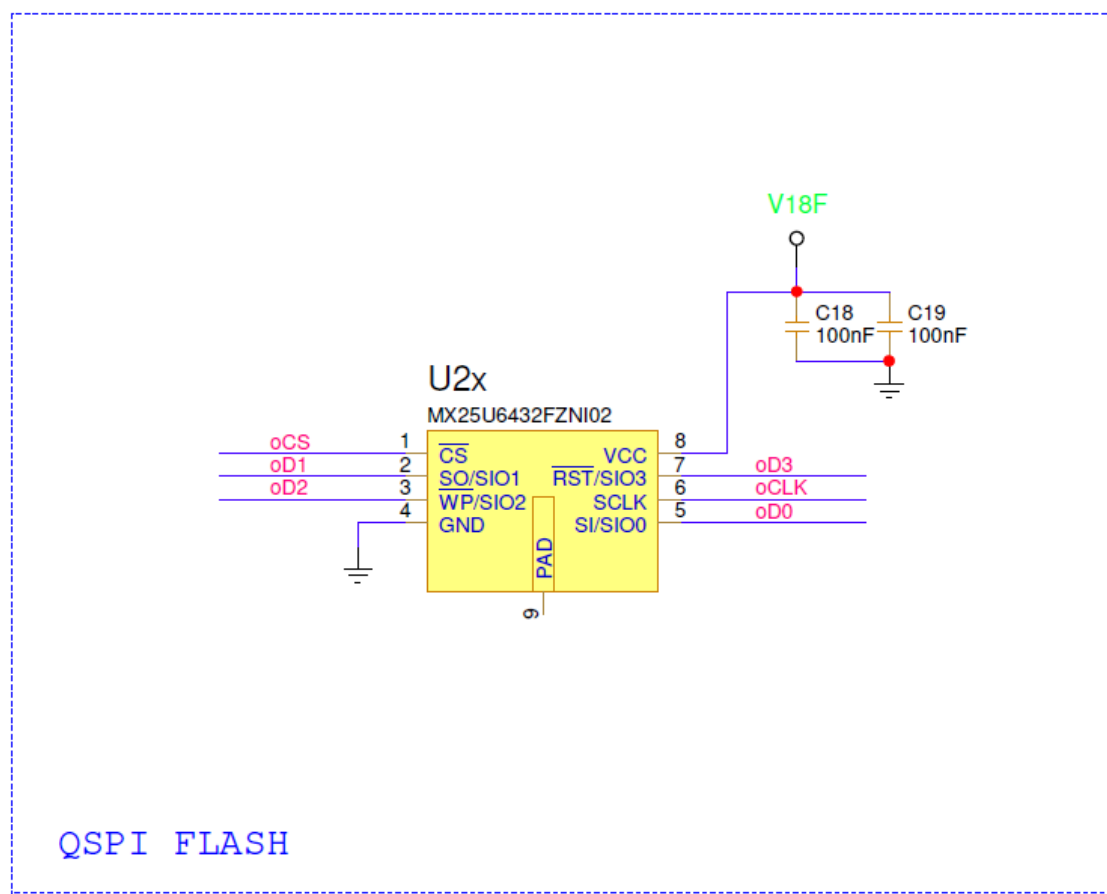 V18F
C18
100nF
C19
100nF
U2x
MX25U6432FZNI02
oCS 1 CS VCC 8
oD1 2 SO/SIO1 RST/SIO3 7 oD3
oD2 3 WP/SIO2 SCLK 6 oCLK
4 GND SI/SIO0 5 oD0
PAD
9
QSPI FLASH